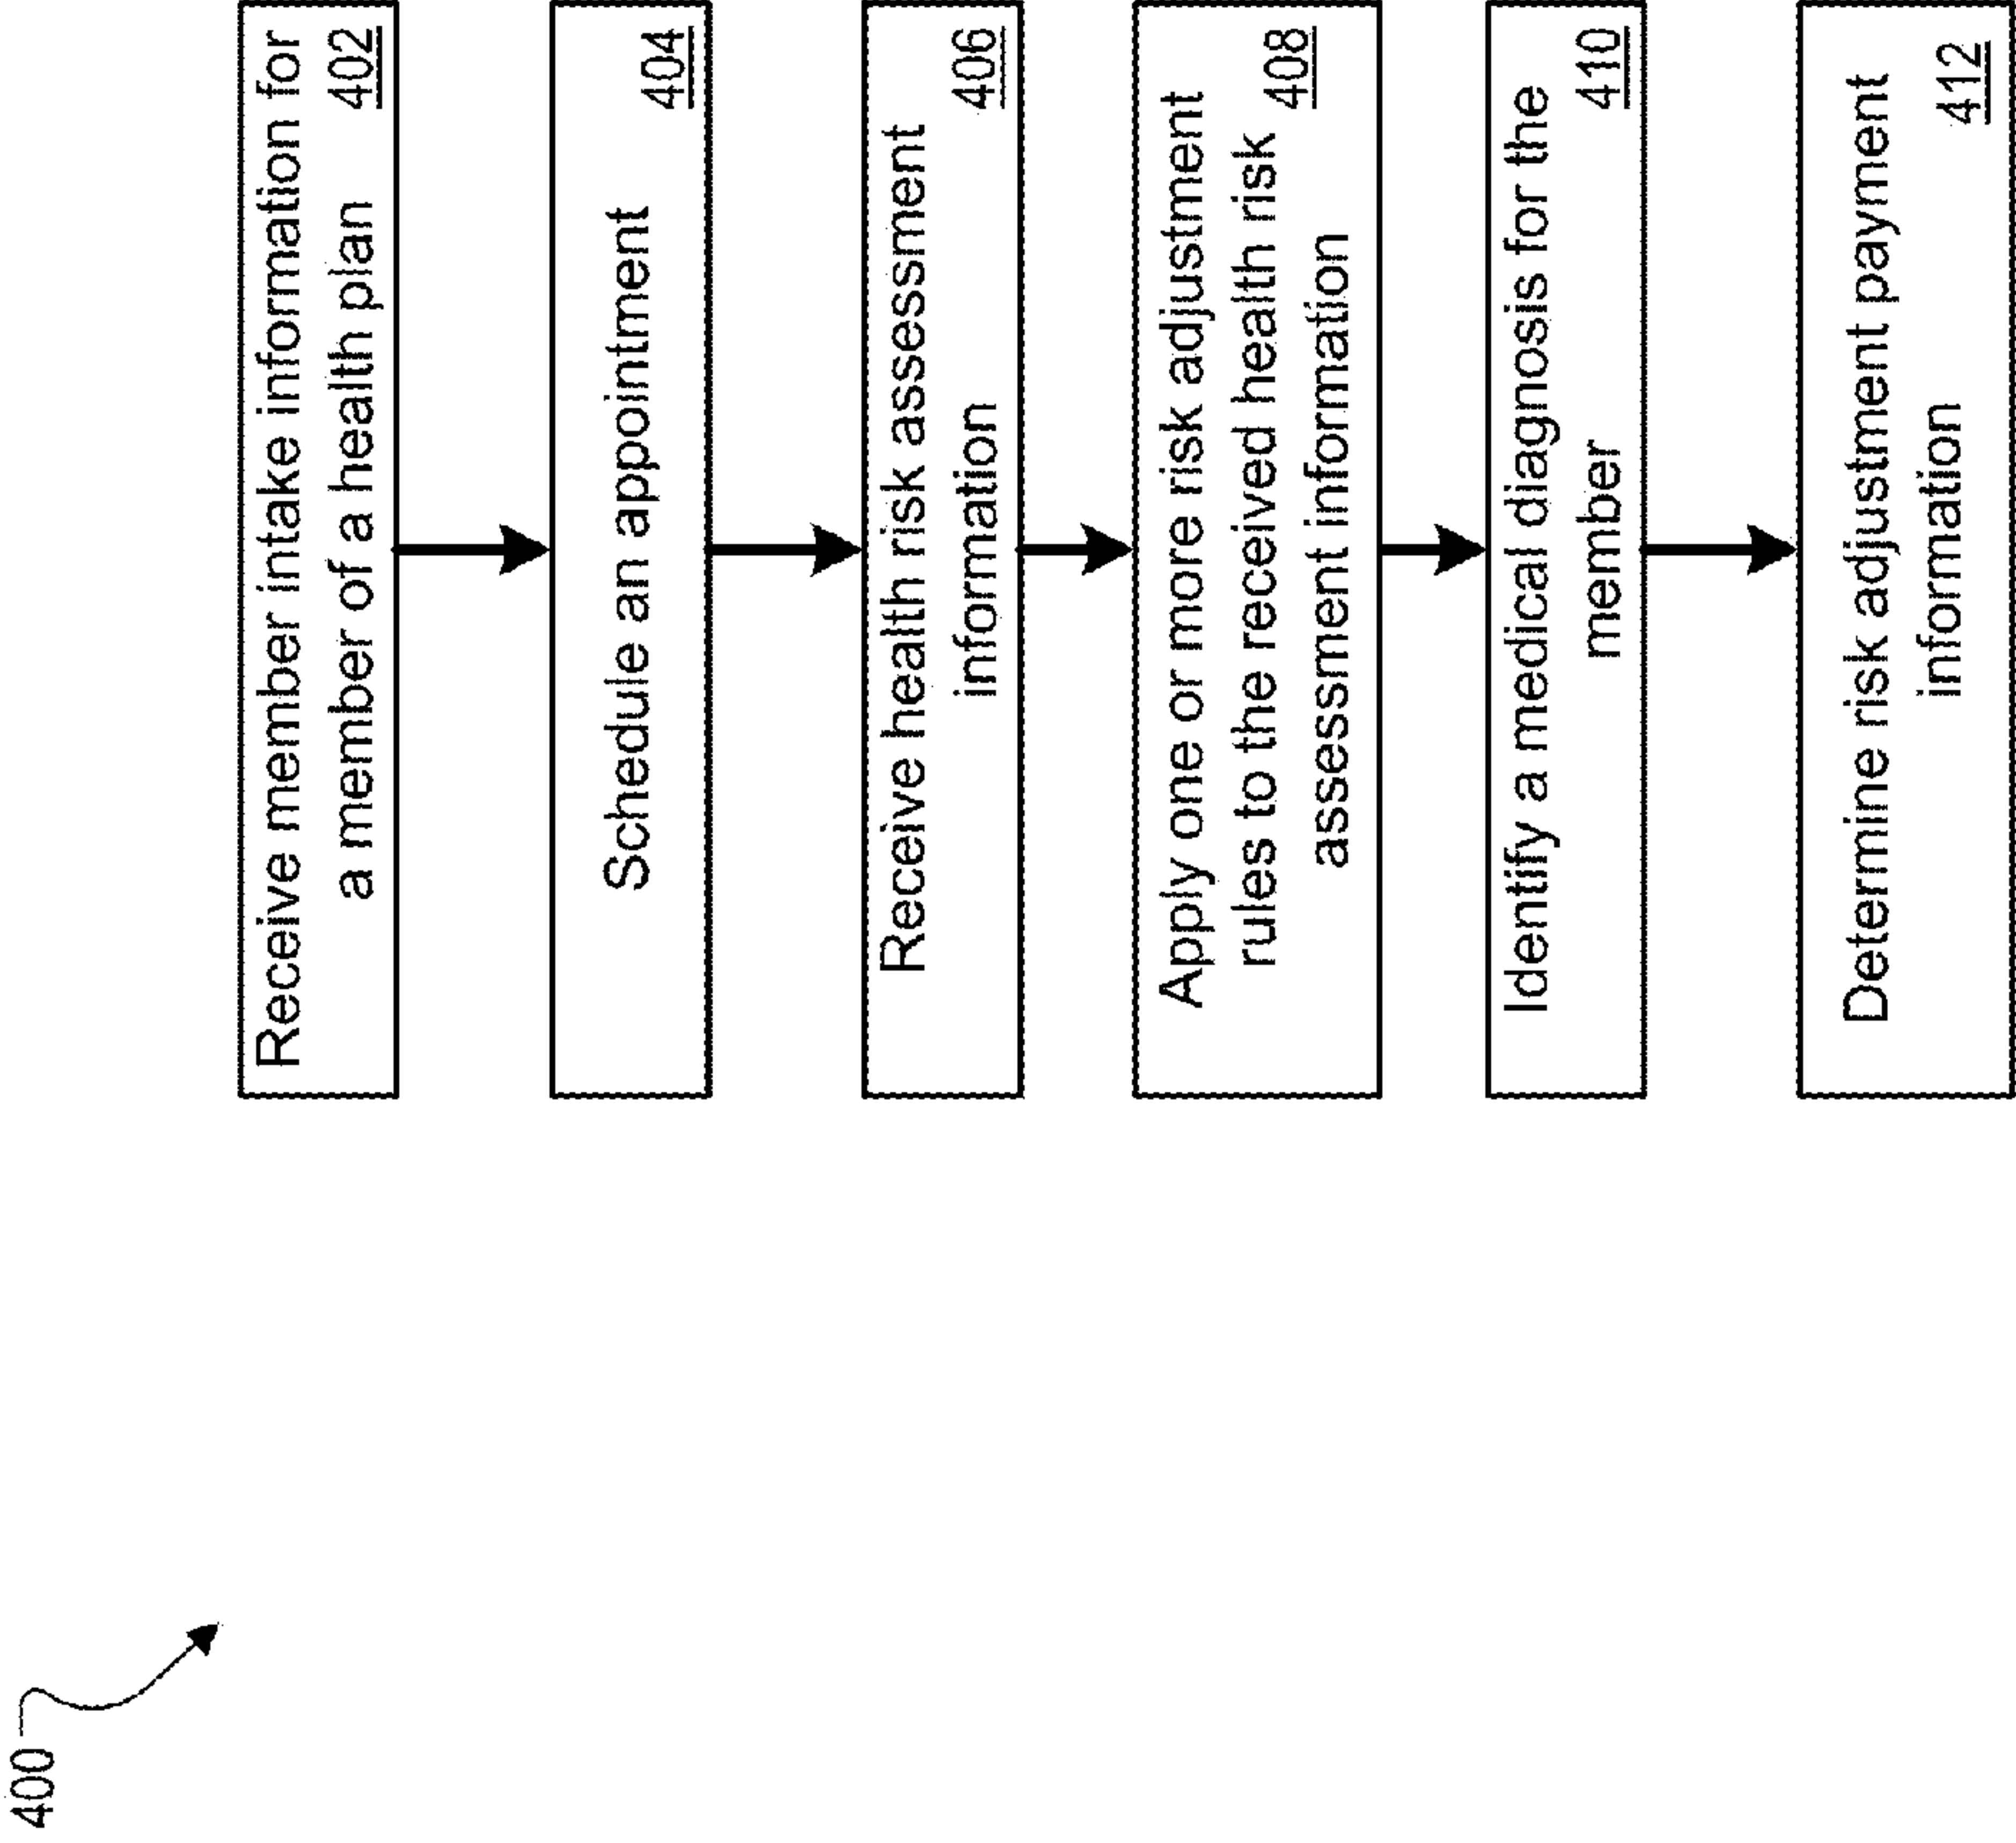 400
Receive member intake information for
a member of a health plan 402
Schedule an appointment
404
Receive health risk assessment
information 406
Apply one or more risk adjustment
rules to the received health risk 408
assessment information
Identify a medical diagnosis for the
member 410
Determine risk adjustment payment
information 412